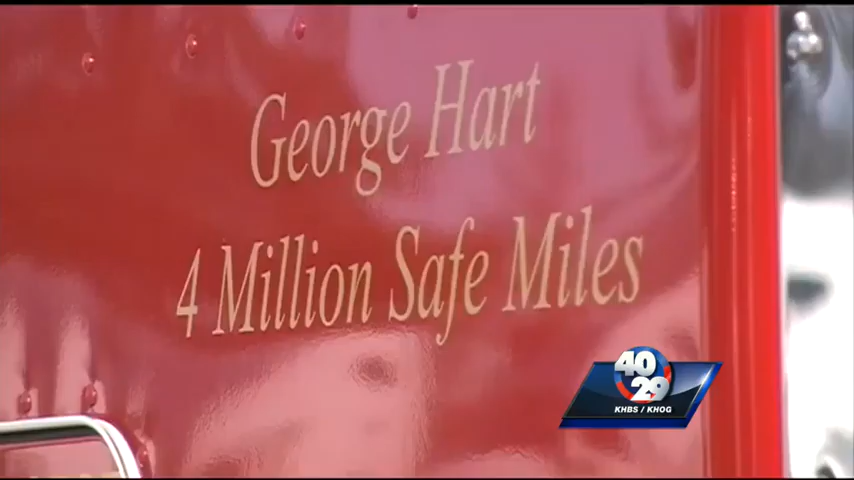 George Hart
4 Million Safe Miles
40
29
KHBS / KHOG